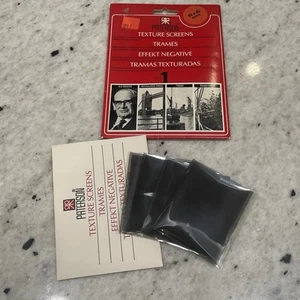 TEXTURE SCREENS
TRAMES
EFFEKT NEGATIVE
TRAMAS TEXTURADAS
1
PATERSON
TEXTURE SCREENS
TRAMES
EFFEKT NEGATIVE
TRAMAS TEXTURADAS